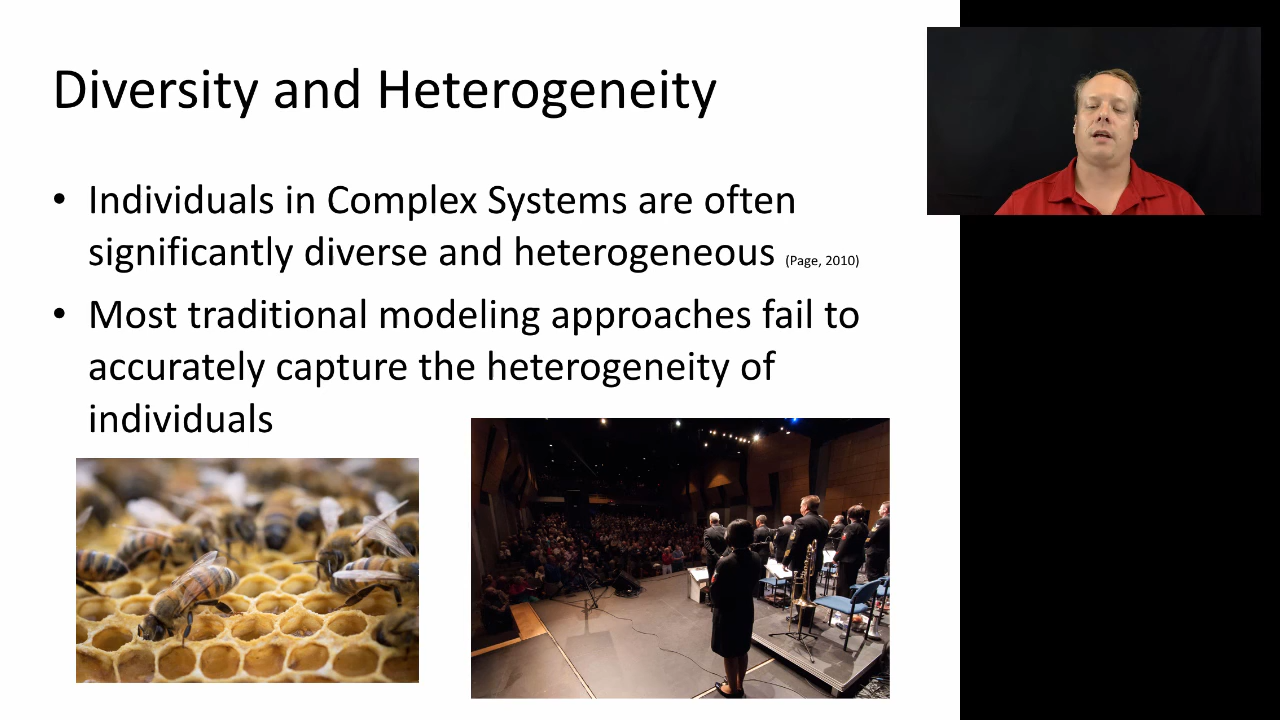 Diversity and Heterogeneity
• Individuals in Complex Systems are often
significantly diverse and heterogeneous (Page, 2010)
• Most traditional modeling approaches fail to
accurately capture the heterogeneity of
individuals